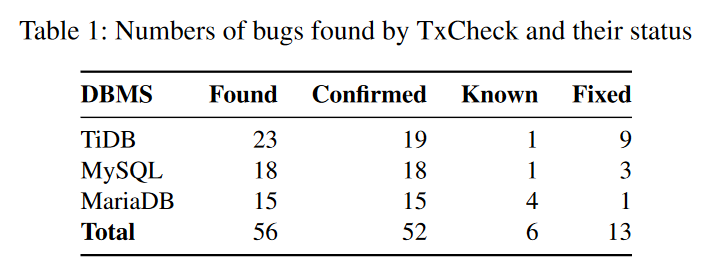 Table 1: Numbers of bugs found by TxCheck and their status
DBMS Found Confirmed Known Fixed
TiDB 23 19 1 9
MySQL 18 18 1 3
MariaDB 15 15 4 1
Total 56 52 6 13